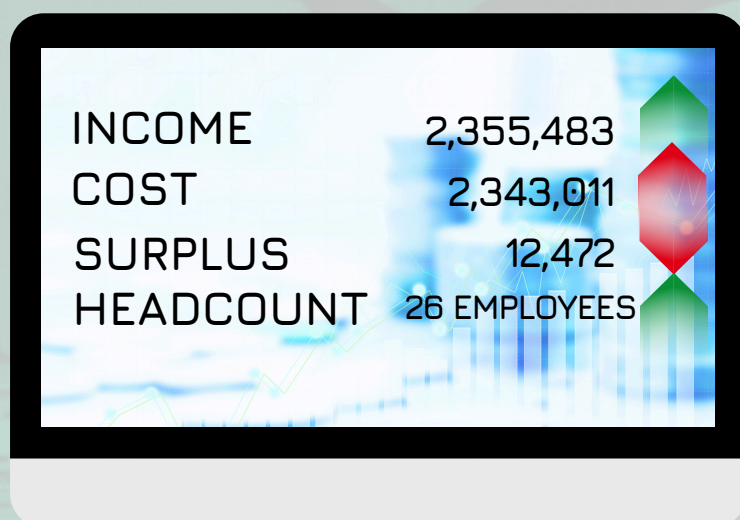 INCOME 2,355,483
COST 2,343,011
SURPLUS 12,472
HEADCOUNT 26 EMPLOYEES